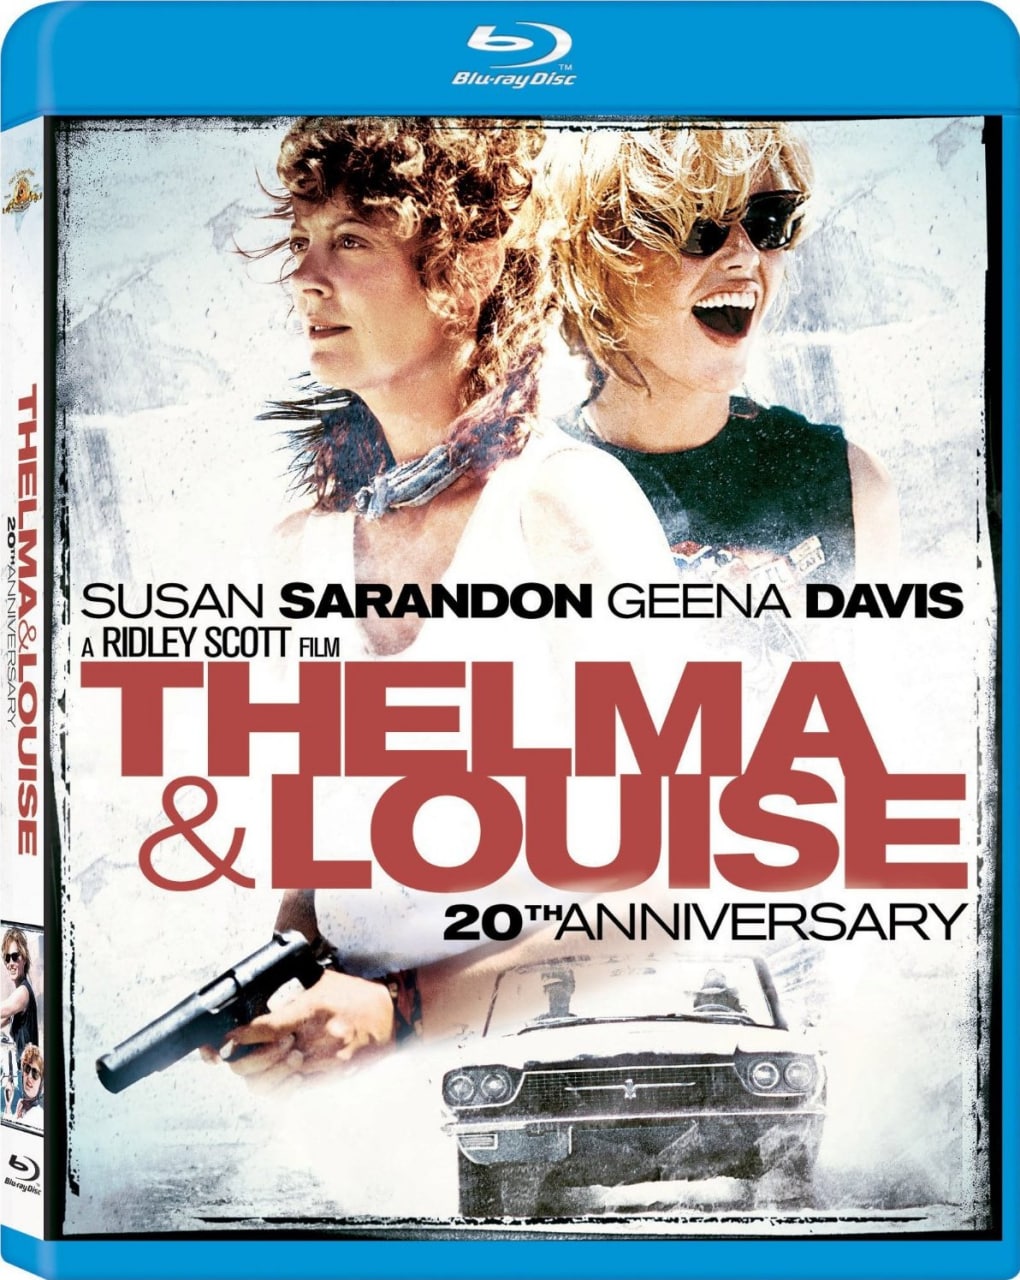 Blu-ray Disc™
SUSAN SARANDON GEENA DAVIS
A RIDLEY SCOTT FILM
THELMA
& LOUISE
20TH ANNIVERSARY
THELMA & LOUISE
20TH ANNIVERSARY
Blu-ray Disc